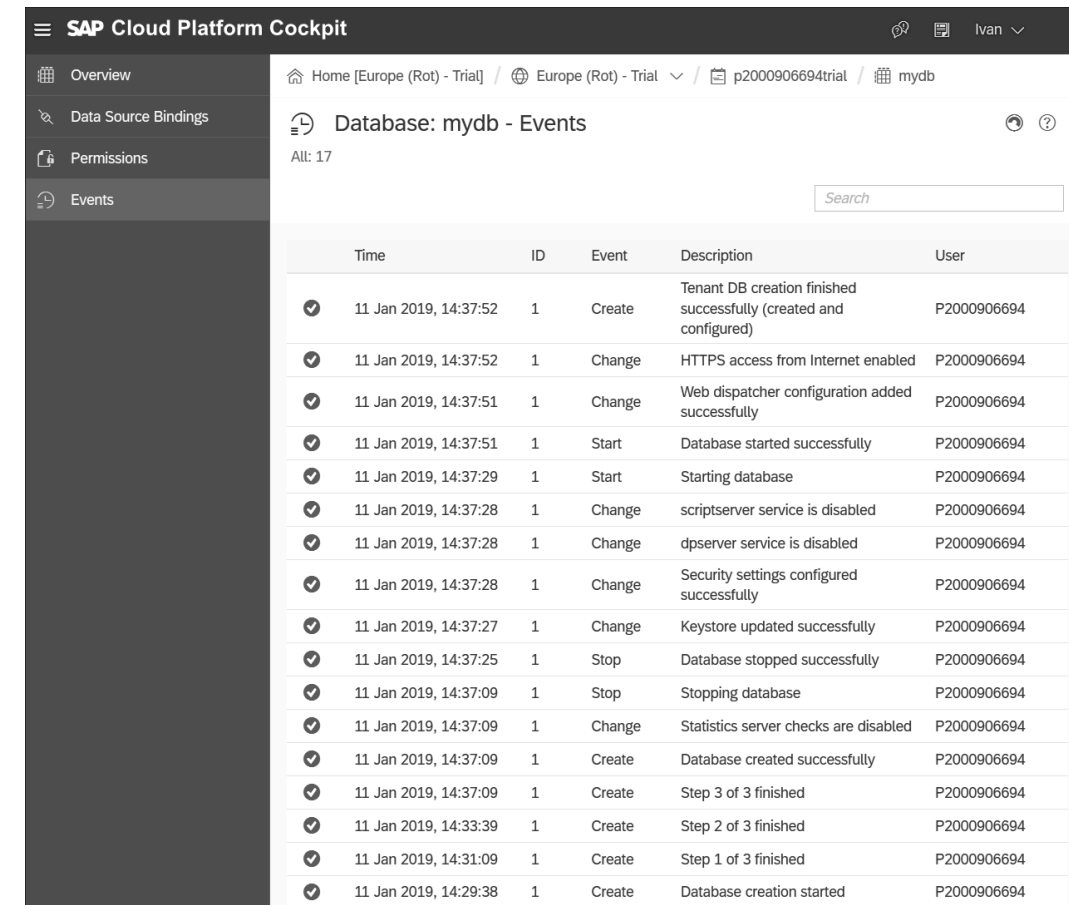 SAP Cloud Platform Cockpit
Ivan
Overview
Data Source Bindings
Permissions
Events
Home [Europe (Rot) - Trial] / Europe (Rot) - Trial / p2000906694trial / mydb
Database: mydb - Events
All: 17
Search
Time ID Event Description User
11 Jan 2019, 14:37:52 1 Create Tenant DB creation finished successfully (created and configured) P2000906694
11 Jan 2019, 14:37:52 1 Change HTTPS access from Internet enabled P2000906694
11 Jan 2019, 14:37:51 1 Change Web dispatcher configuration added successfully P2000906694
11 Jan 2019, 14:37:51 1 Start Database started successfully P2000906694
11 Jan 2019, 14:37:29 1 Start Starting database P2000906694
11 Jan 2019, 14:37:28 1 Change scriptserver service is disabled P2000906694
11 Jan 2019, 14:37:28 1 Change dpserver service is disabled P2000906694
11 Jan 2019, 14:37:28 1 Change Security settings configured successfully P2000906694
11 Jan 2019, 14:37:27 1 Change Keystore updated successfully P2000906694
11 Jan 2019, 14:37:25 1 Stop Database stopped successfully P2000906694
11 Jan 2019, 14:37:09 1 Stop Stopping database P2000906694
11 Jan 2019, 14:37:09 1 Change Statistics server checks are disabled P2000906694
11 Jan 2019, 14:37:09 1 Create Database created successfully P2000906694
11 Jan 2019, 14:37:09 1 Create Step 3 of 3 finished P2000906694
11 Jan 2019, 14:33:39 1 Create Step 2 of 3 finished P2000906694
11 Jan 2019, 14:31:09 1 Create Step 1 of 3 finished P2000906694
11 Jan 2019, 14:29:38 1 Create Database creation started P2000906694